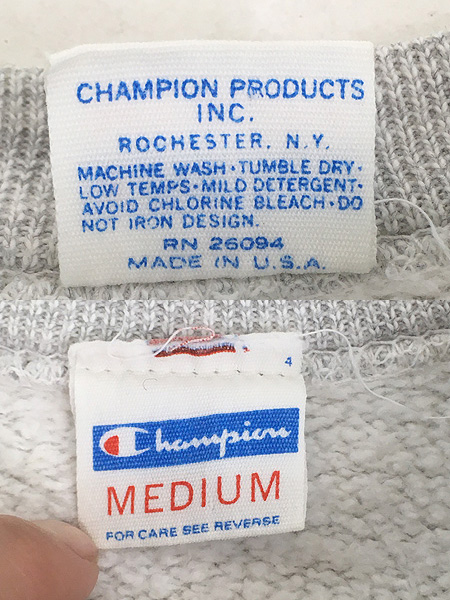 CHAMPION PRODUCTS
INC.
ROCHESTER, N.Y.
MACHINE WASH·TUMBLE DRY·
LOW TEMPS·MILD DETERGENT·
AVOID CHLORINE BLEACH·DO
NOT IRON DESIGN.
RN 26094
MADE IN U.S.A.
4
Champion
MEDIUM
FOR CARE SEE REVERSE